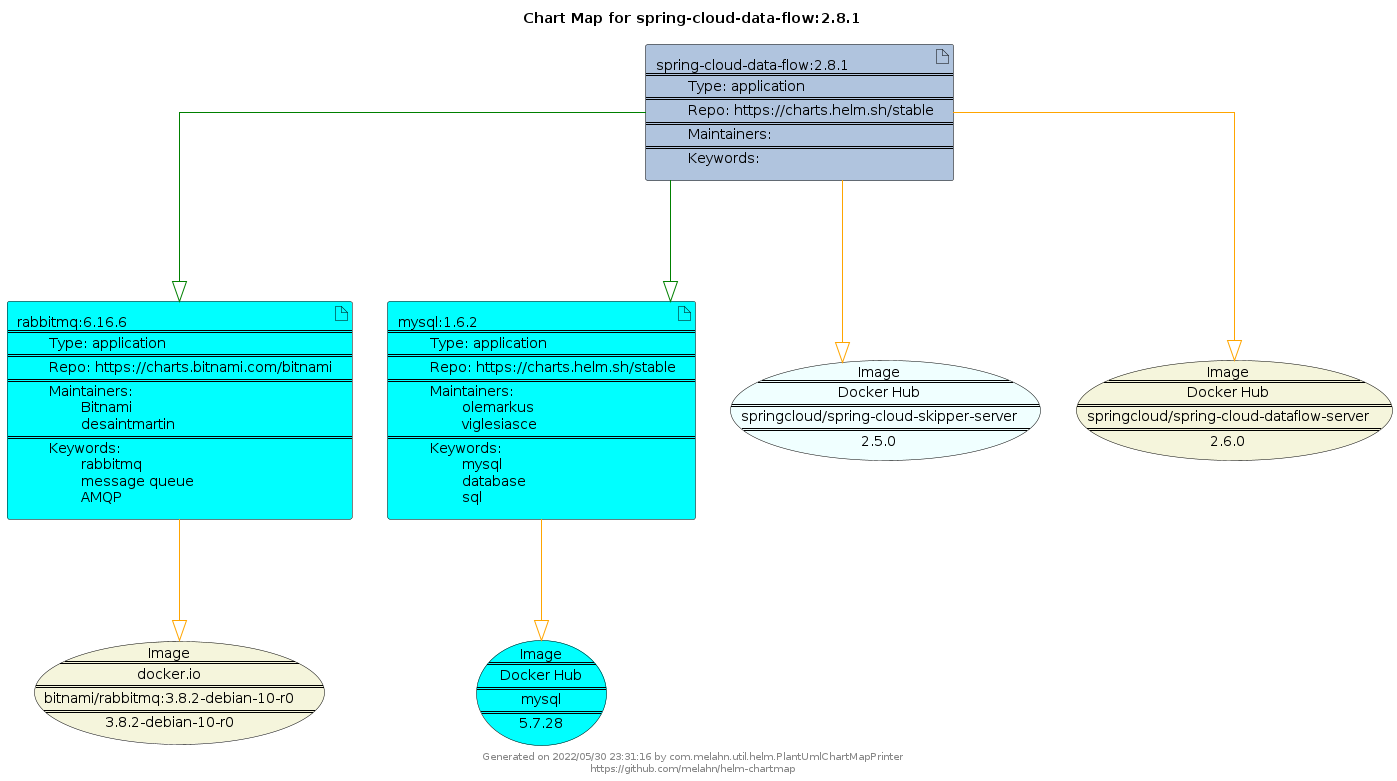 Chart Map for spring-cloud-data-flow:2.8.1
spring-cloud-data-flow:2.8.1
Type: application
Repo: https://charts.helm.sh/stable
Maintainers:
Keywords:
rabbitmq:6.16.6
Type: application
Repo: https://charts.bitnami.com/bitnami
Maintainers:
Bitnami
desaintmartin
Keywords:
rabbitmq
message queue
AMQP
mysql:1.6.2
Type: application
Repo: https://charts.helm.sh/stable
Maintainers:
olemarkus
viglesiasce
Keywords:
mysql
database
sql
Image
Docker Hub
springcloud/spring-cloud-skipper-server
2.5.0
Image
Docker Hub
springcloud/spring-cloud-dataflow-server
2.6.0
Image
docker.io
bitnami/rabbitmq:3.8.2-debian-10-r0
3.8.2-debian-10-r0
Image
Docker Hub
mysql
5.7.28
Generated on 2022/05/30 23:31:16 by com.melahn.util.helm.PlantUmlChartMapPrinter
https://github.com/melahn/helm-chartmap